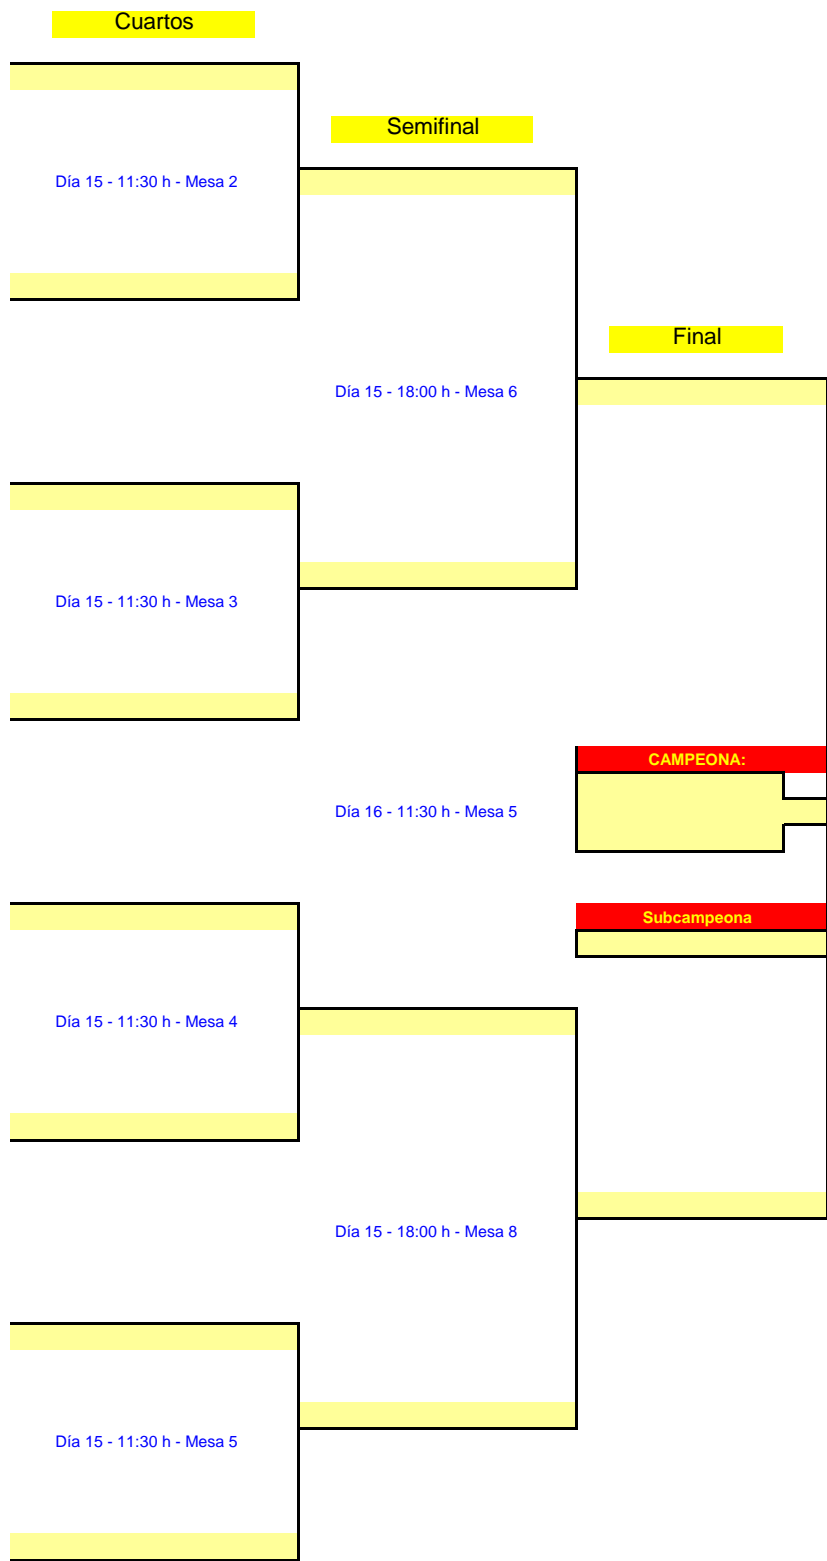 Cuartos
Semifinal
Día 15 - 11:30 h - Mesa 2
Final
Día 15 - 18:00 h - Mesa 6
Día 15 - 11:30 h - Mesa 3
CAMPEONA:
Día 16 - 11:30 h - Mesa 5
Subcampeona
Día 15 - 11:30 h - Mesa 4
Día 15 - 18:00 h - Mesa 8
Día 15 - 11:30 h - Mesa 5